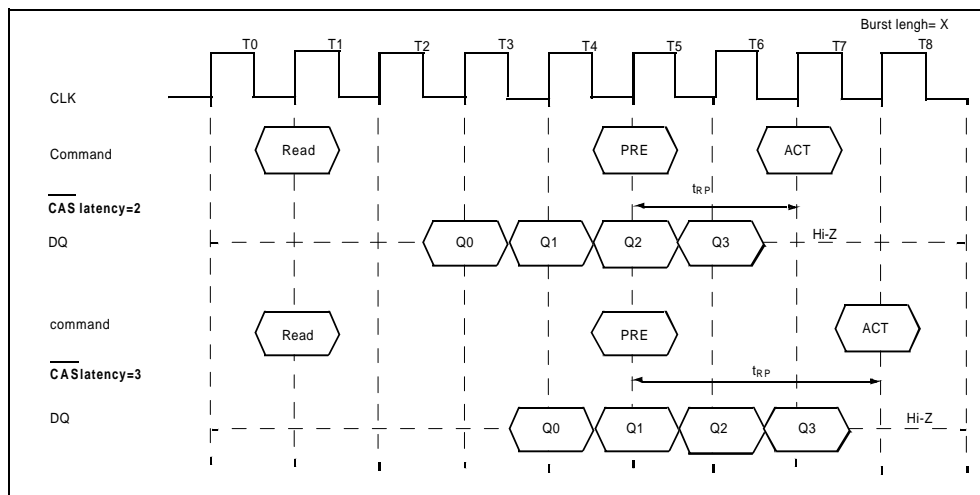 Burst lengh= X
T0 T1 T2 T3 T4 T5 T6 T7 T8
CLK
Command Read PRE ACT
tRP
CAS latency=2
DQ Q0 Q1 Q2 Q3 Hi-Z
command Read PRE ACT
CASlatency=3
tRP
DQ Q0 Q1 Q2 Q3 Hi-Z